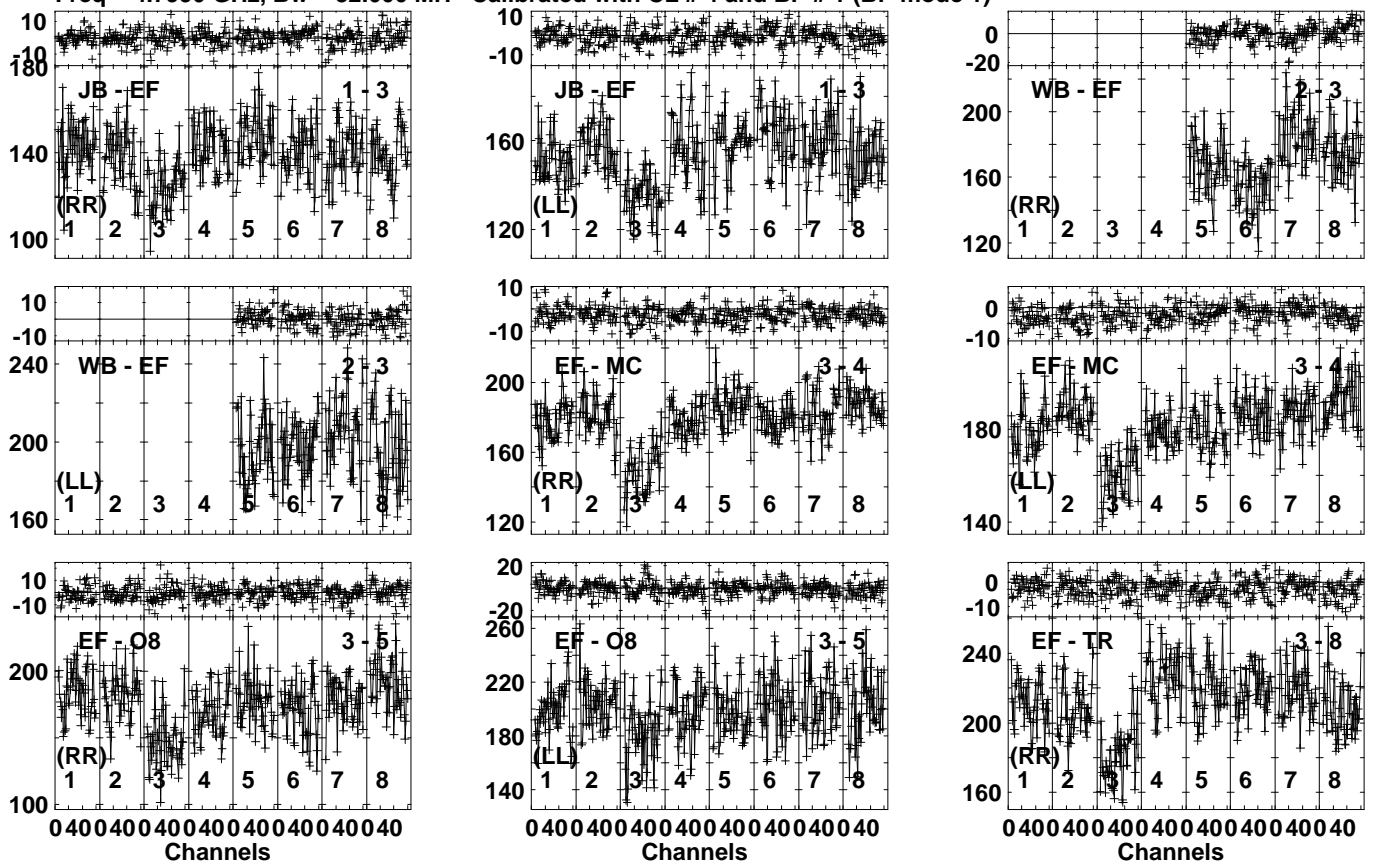 10 10 0
-10 -10 -20
180
JB - EF 1 - 3 JB - EF 1 - 3 WB - EF 2 - 3
200
140 160 160
(RR) (LL) (RR)
100 1 2 3 4 5 6 7 8 120 1 2 3 4 5 6 7 8 120 1 2 3 4 5 6 7 8
10 10 0
-10 -10 -10
240 WB - EF 2 - 3 EF - MC 3 - 4 EF - MC 3 - 4
200 200 180
160
(LL) (RR) (LL)
160 1 2 3 4 5 6 7 8 120 1 2 3 4 5 6 7 8 140 1 2 3 4 5 6 7 8
10 20 0
-10 -20 -10
260
EF - O8 3 - 5 EF - O8 3 - 5 EF - TR 3 - 8
200 220 240
180 200
(RR) (LL) (RR)
1 2 3 4 5 6 7 8 1 2 3 4 5 6 7 8 1 2 3 4 5 6 7 8
100 140 160
0 40 0 40 0 40 0 40 0 40 0 40 0 40 0 40 0 40 0 40 0 40 0 40 0 40 0 40 0 40 0 40 0 40 0 40 0 40 0 40 0 40 0 40 0 40 0 40
Channels Channels Channels